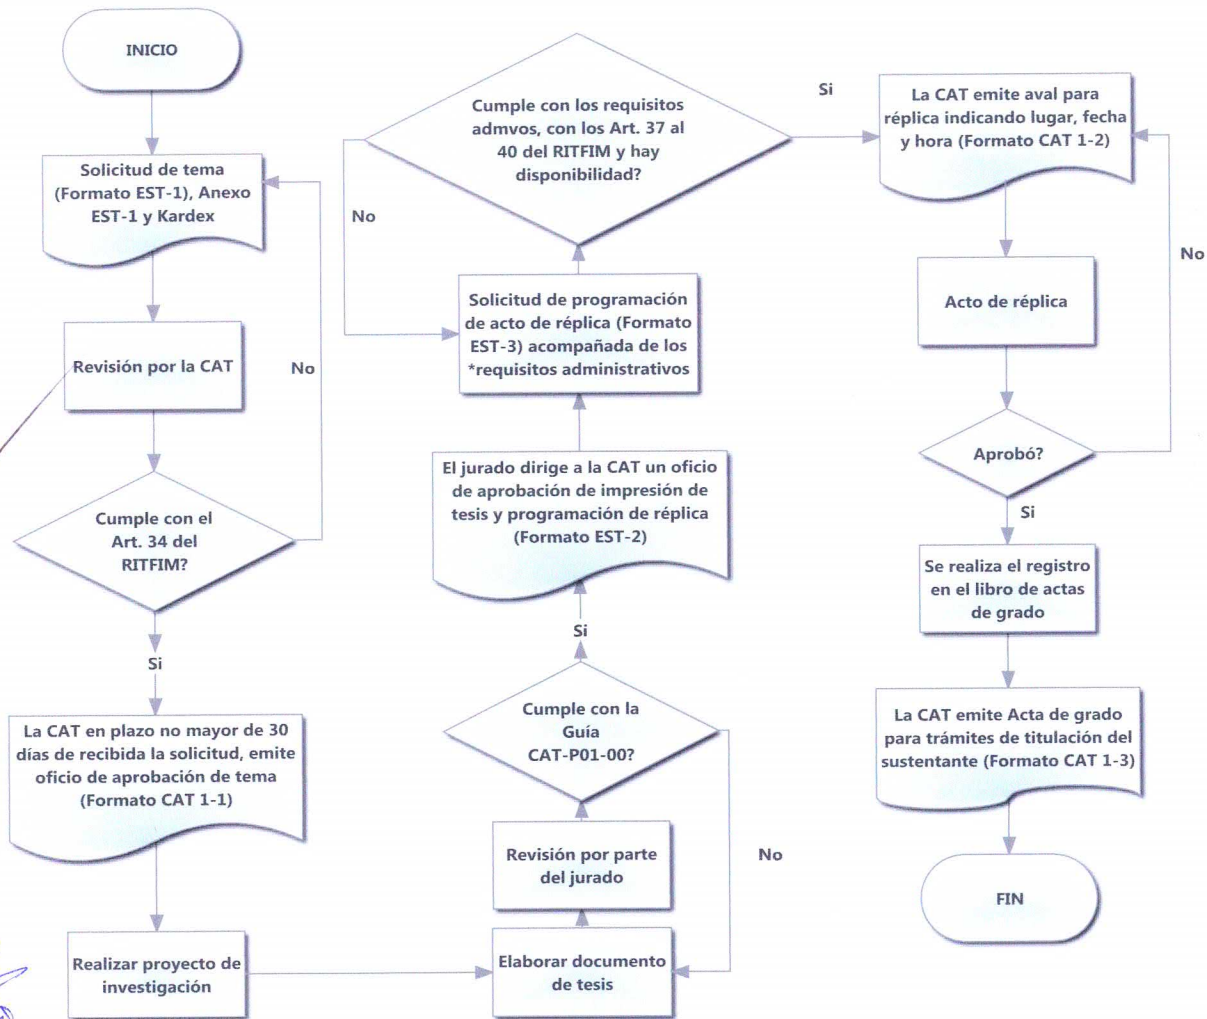 INICIO
Solicitud de tema
(Formato EST-1), Anexo
EST-1 y Kardex
Revisión por la CAT
No
Cumple con el
Art. 34 del
RITFIM?
Si
La CAT en plazo no mayor de 30
días de recibida la solicitud, emite
oficio de aprobación de tema
(Formato CAT 1-1)
Realizar proyecto de
investigación
Elaborar documento
de tesis
Revisión por parte
del jurado
No
Cumple con la
Guía
CAT-P01-00?
Si
El jurado dirige a la CAT un oficio
de aprobación de impresión de
tesis y programación de réplica
(Formato EST-2)
Solicitud de programación
de acto de réplica (Formato
EST-3) acompañada de los
*requisitos administrativos
No
Cumple con los requisitos
admvos, con los Art. 37 al
40 del RITFIM y hay
disponibilidad?
Si
La CAT emite aval para
réplica indicando lugar, fecha
y hora (Formato CAT 1-2)
No
Acto de réplica
Aprobó?
Si
Se realiza el registro
en el libro de actas
de grado
La CAT emite Acta de grado
para trámites de titulación del
sustentante (Formato CAT 1-3)
FIN